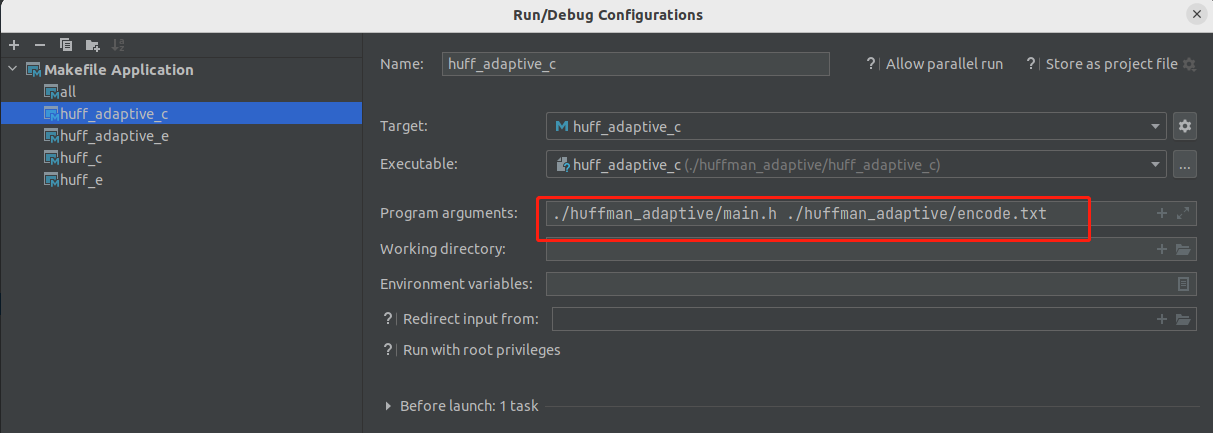 Run/Debug Configurations
Makefile Application
all
huff_adaptive_c
huff_adaptive_e
huff_c
huff_e
Name: huff_adaptive_c ? Allow parallel run ? Store as project file
Target: huff_adaptive_c
Executable: huff_adaptive_c (./huffman_adaptive/huff_adaptive_c)
Program arguments: ./huffman_adaptive/main.h ./huffman_adaptive/encode.txt
Working directory:
Environment variables:
? Redirect input from:
? Run with root privileges
Before launch: 1 task